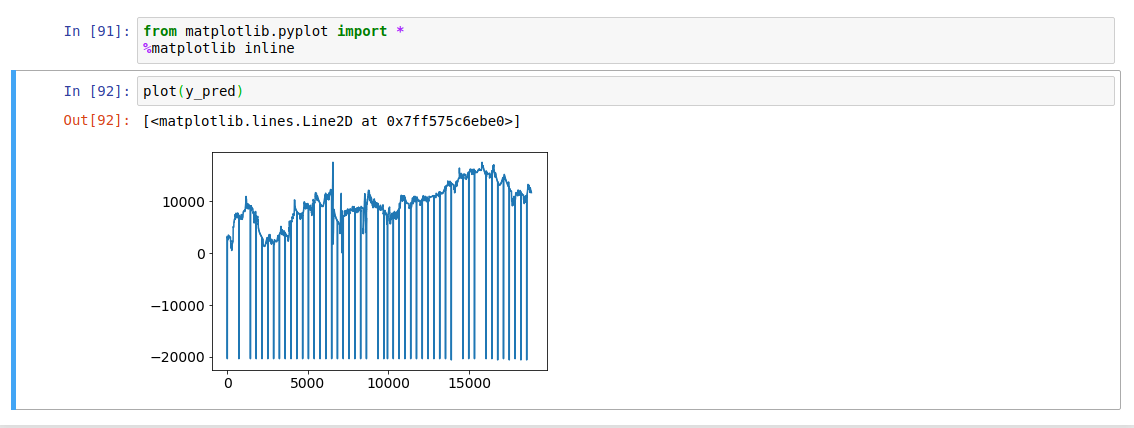 In [91]: from matplotlib.pyplot import *
%matplotlib inline
In [92]: plot(y_pred)
Out[92]: [<matplotlib.lines.Line2D at 0x7ff575c6ebe0>]
10000
0
−10000
−20000
0 5000 10000 15000